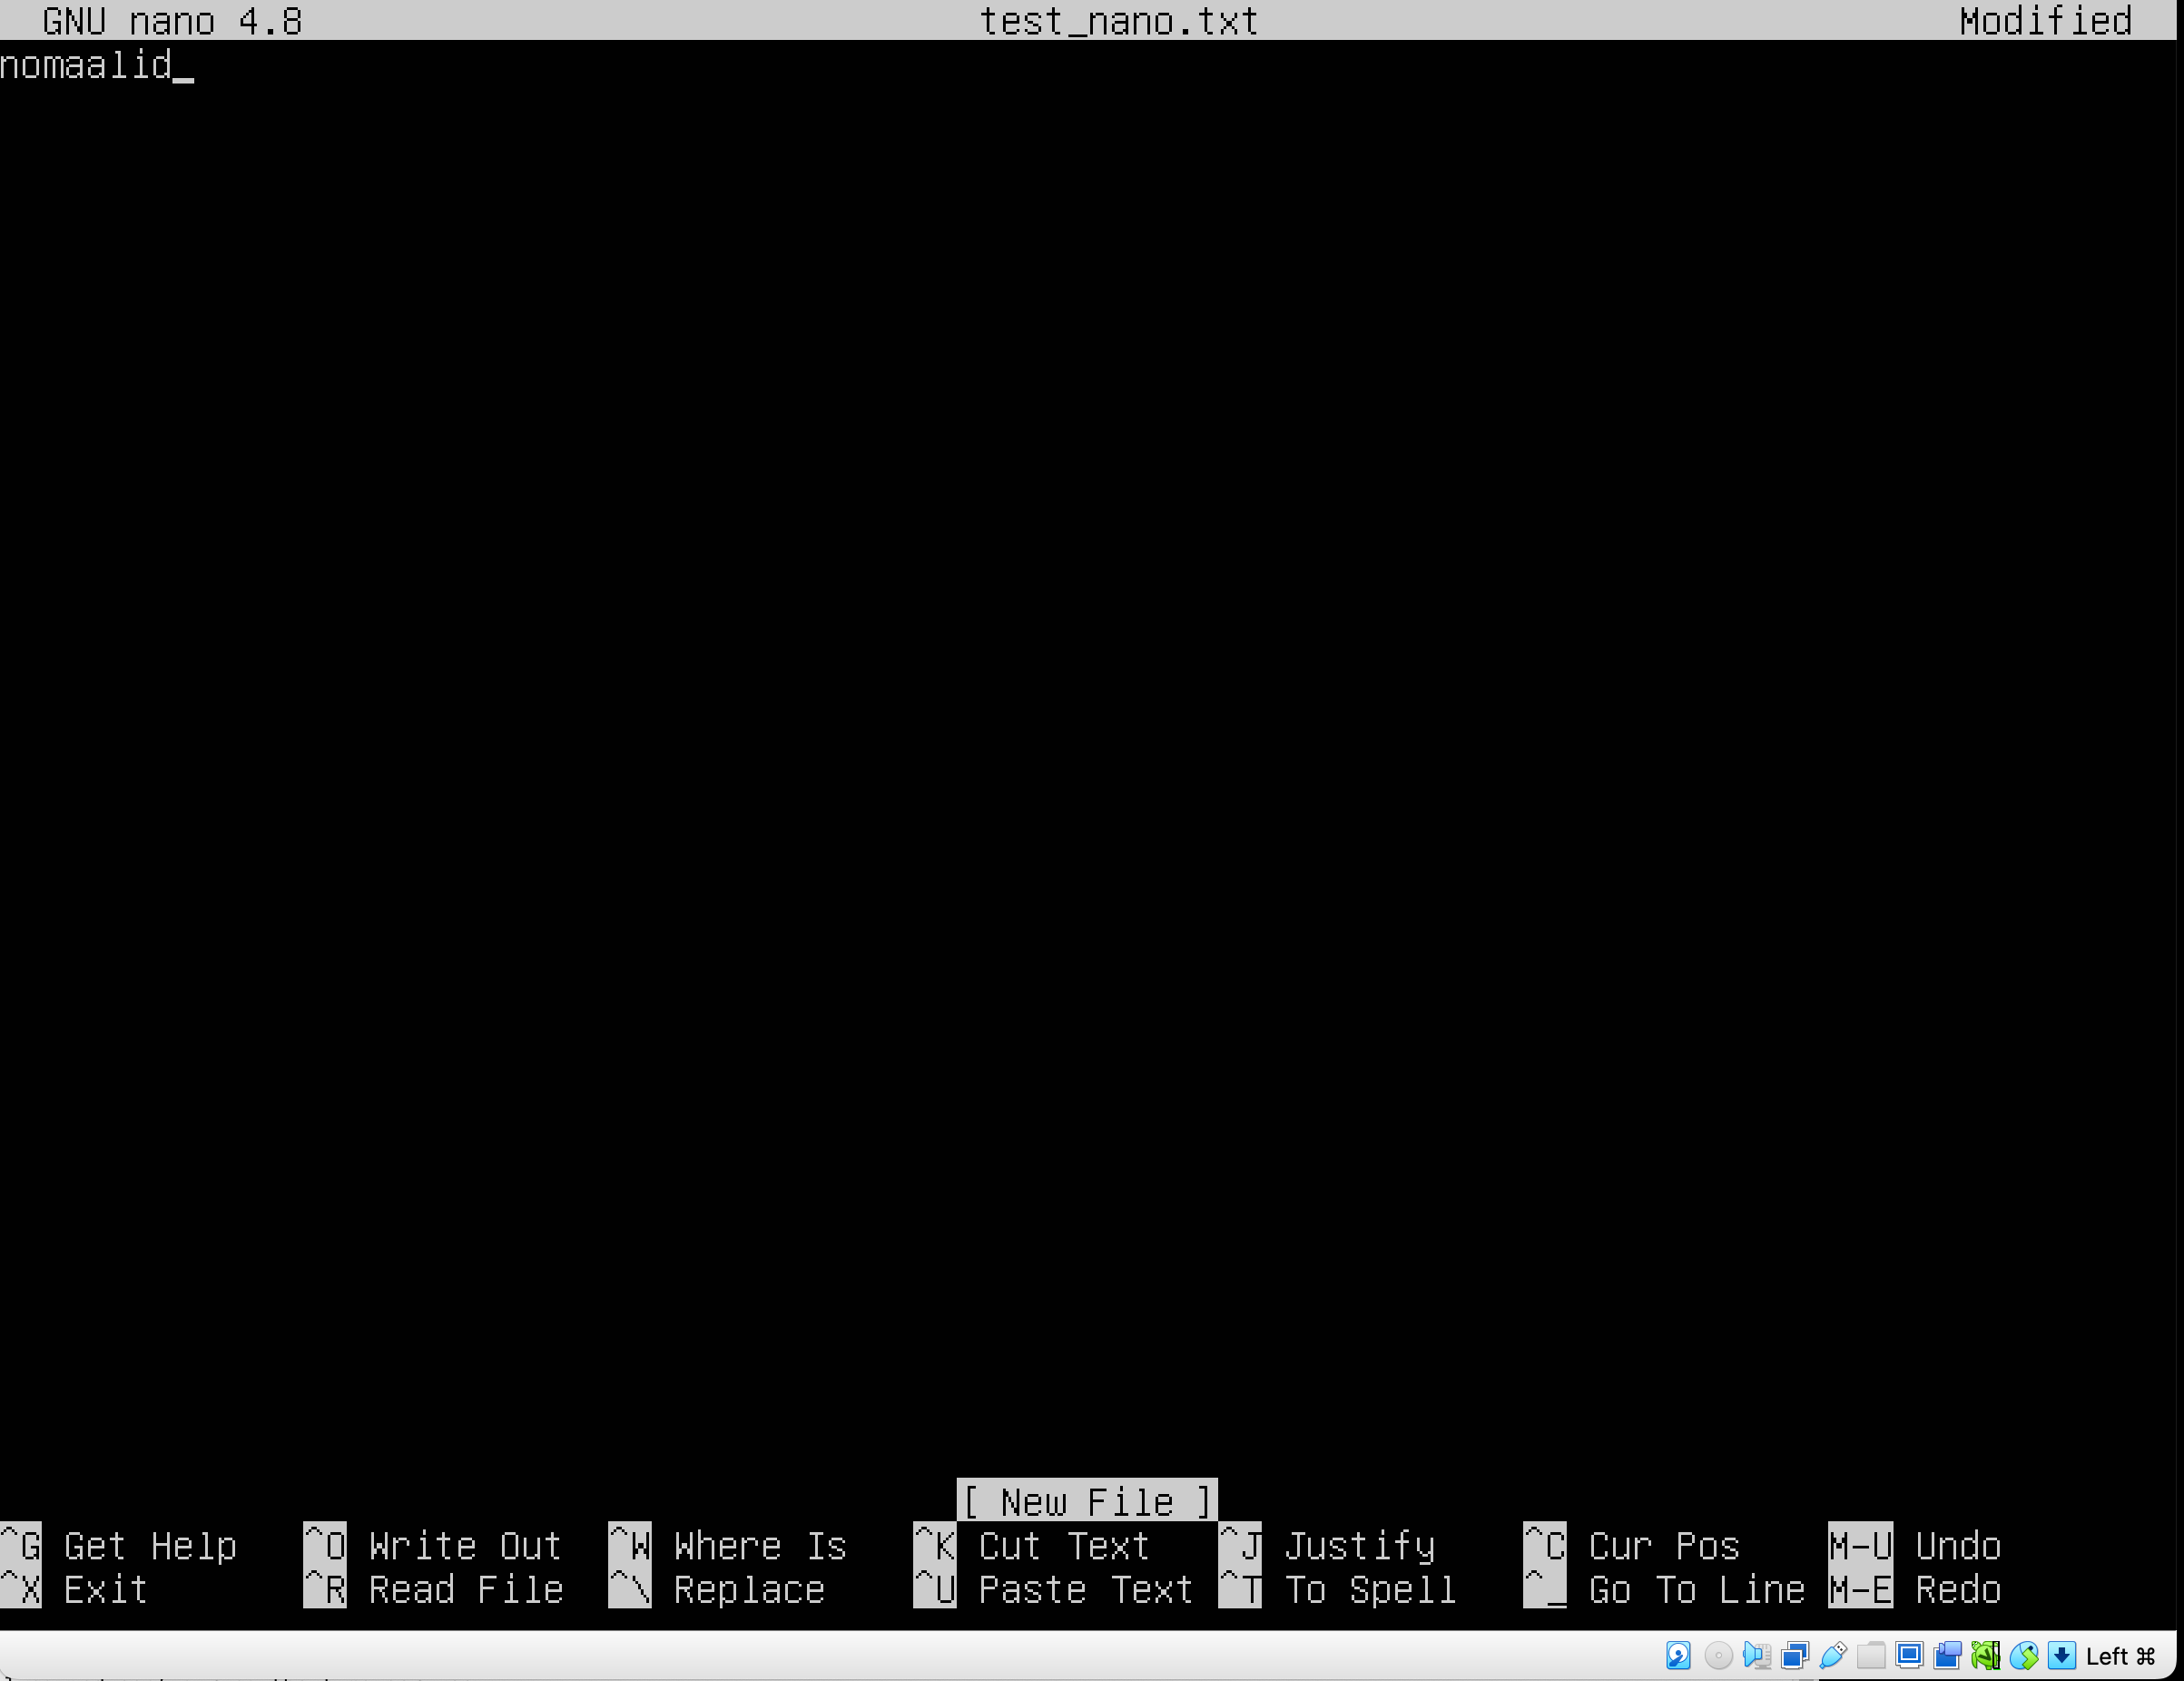 GNU nano 4.8 test_nano.txt Modified
nomaalid_
[ New File ]
^G Get Help ^O Write Out ^W Where Is ^K Cut Text ^J Justify ^C Cur Pos M-U Undo
^X Exit ^R Read File ^\ Replace ^U Paste Text ^T To Spell ^_ Go To Line M-E Redo
Left ⌘